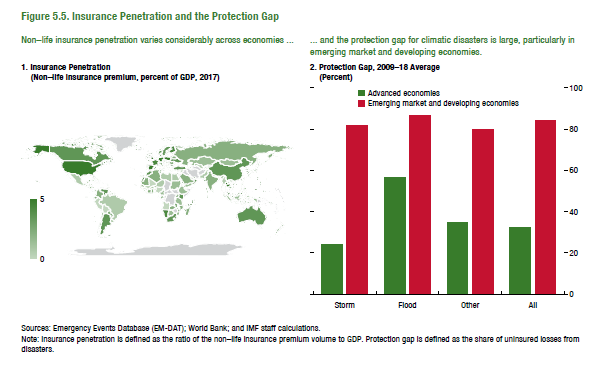 Figure 5.5. Insurance Penetration and the Protection Gap
Non–life insurance penetration varies considerably across economies ...
... and the protection gap for climatic disasters is large, particularly in
emerging market and developing economies.
1. Insurance Penetration
(Non–life insurance premium, percent of GDP, 2017)
5
0
2. Protection Gap, 2009–18 Average
(Percent)
Advanced economies
Emerging market and developing economies
100
80
60
40
20
0
Storm Flood Other All
Sources: Emergency Events Database (EM-DAT); World Bank; and IMF staff calculations.
Note: Insurance penetration is defined as the ratio of the non–life insurance premium volume to GDP. Protection gap is defined as the share of uninsured losses from
disasters.